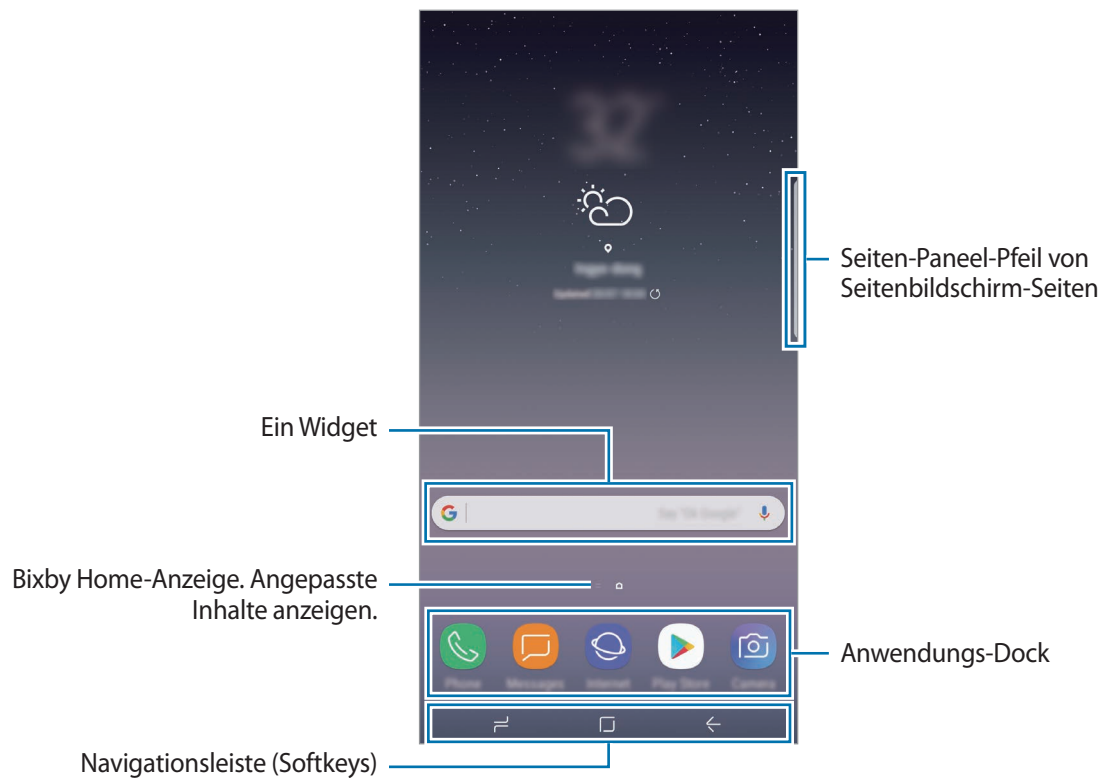 Seiten-Paneel-Pfeil von
Seitenbildschirm-Seiten
Ein Widget
G
Bixby Home-Anzeige. Angepasste
Inhalte anzeigen.
Phone Messages Internet Play Store Camera
Anwendungs-Dock
Navigationsleiste (Softkeys)